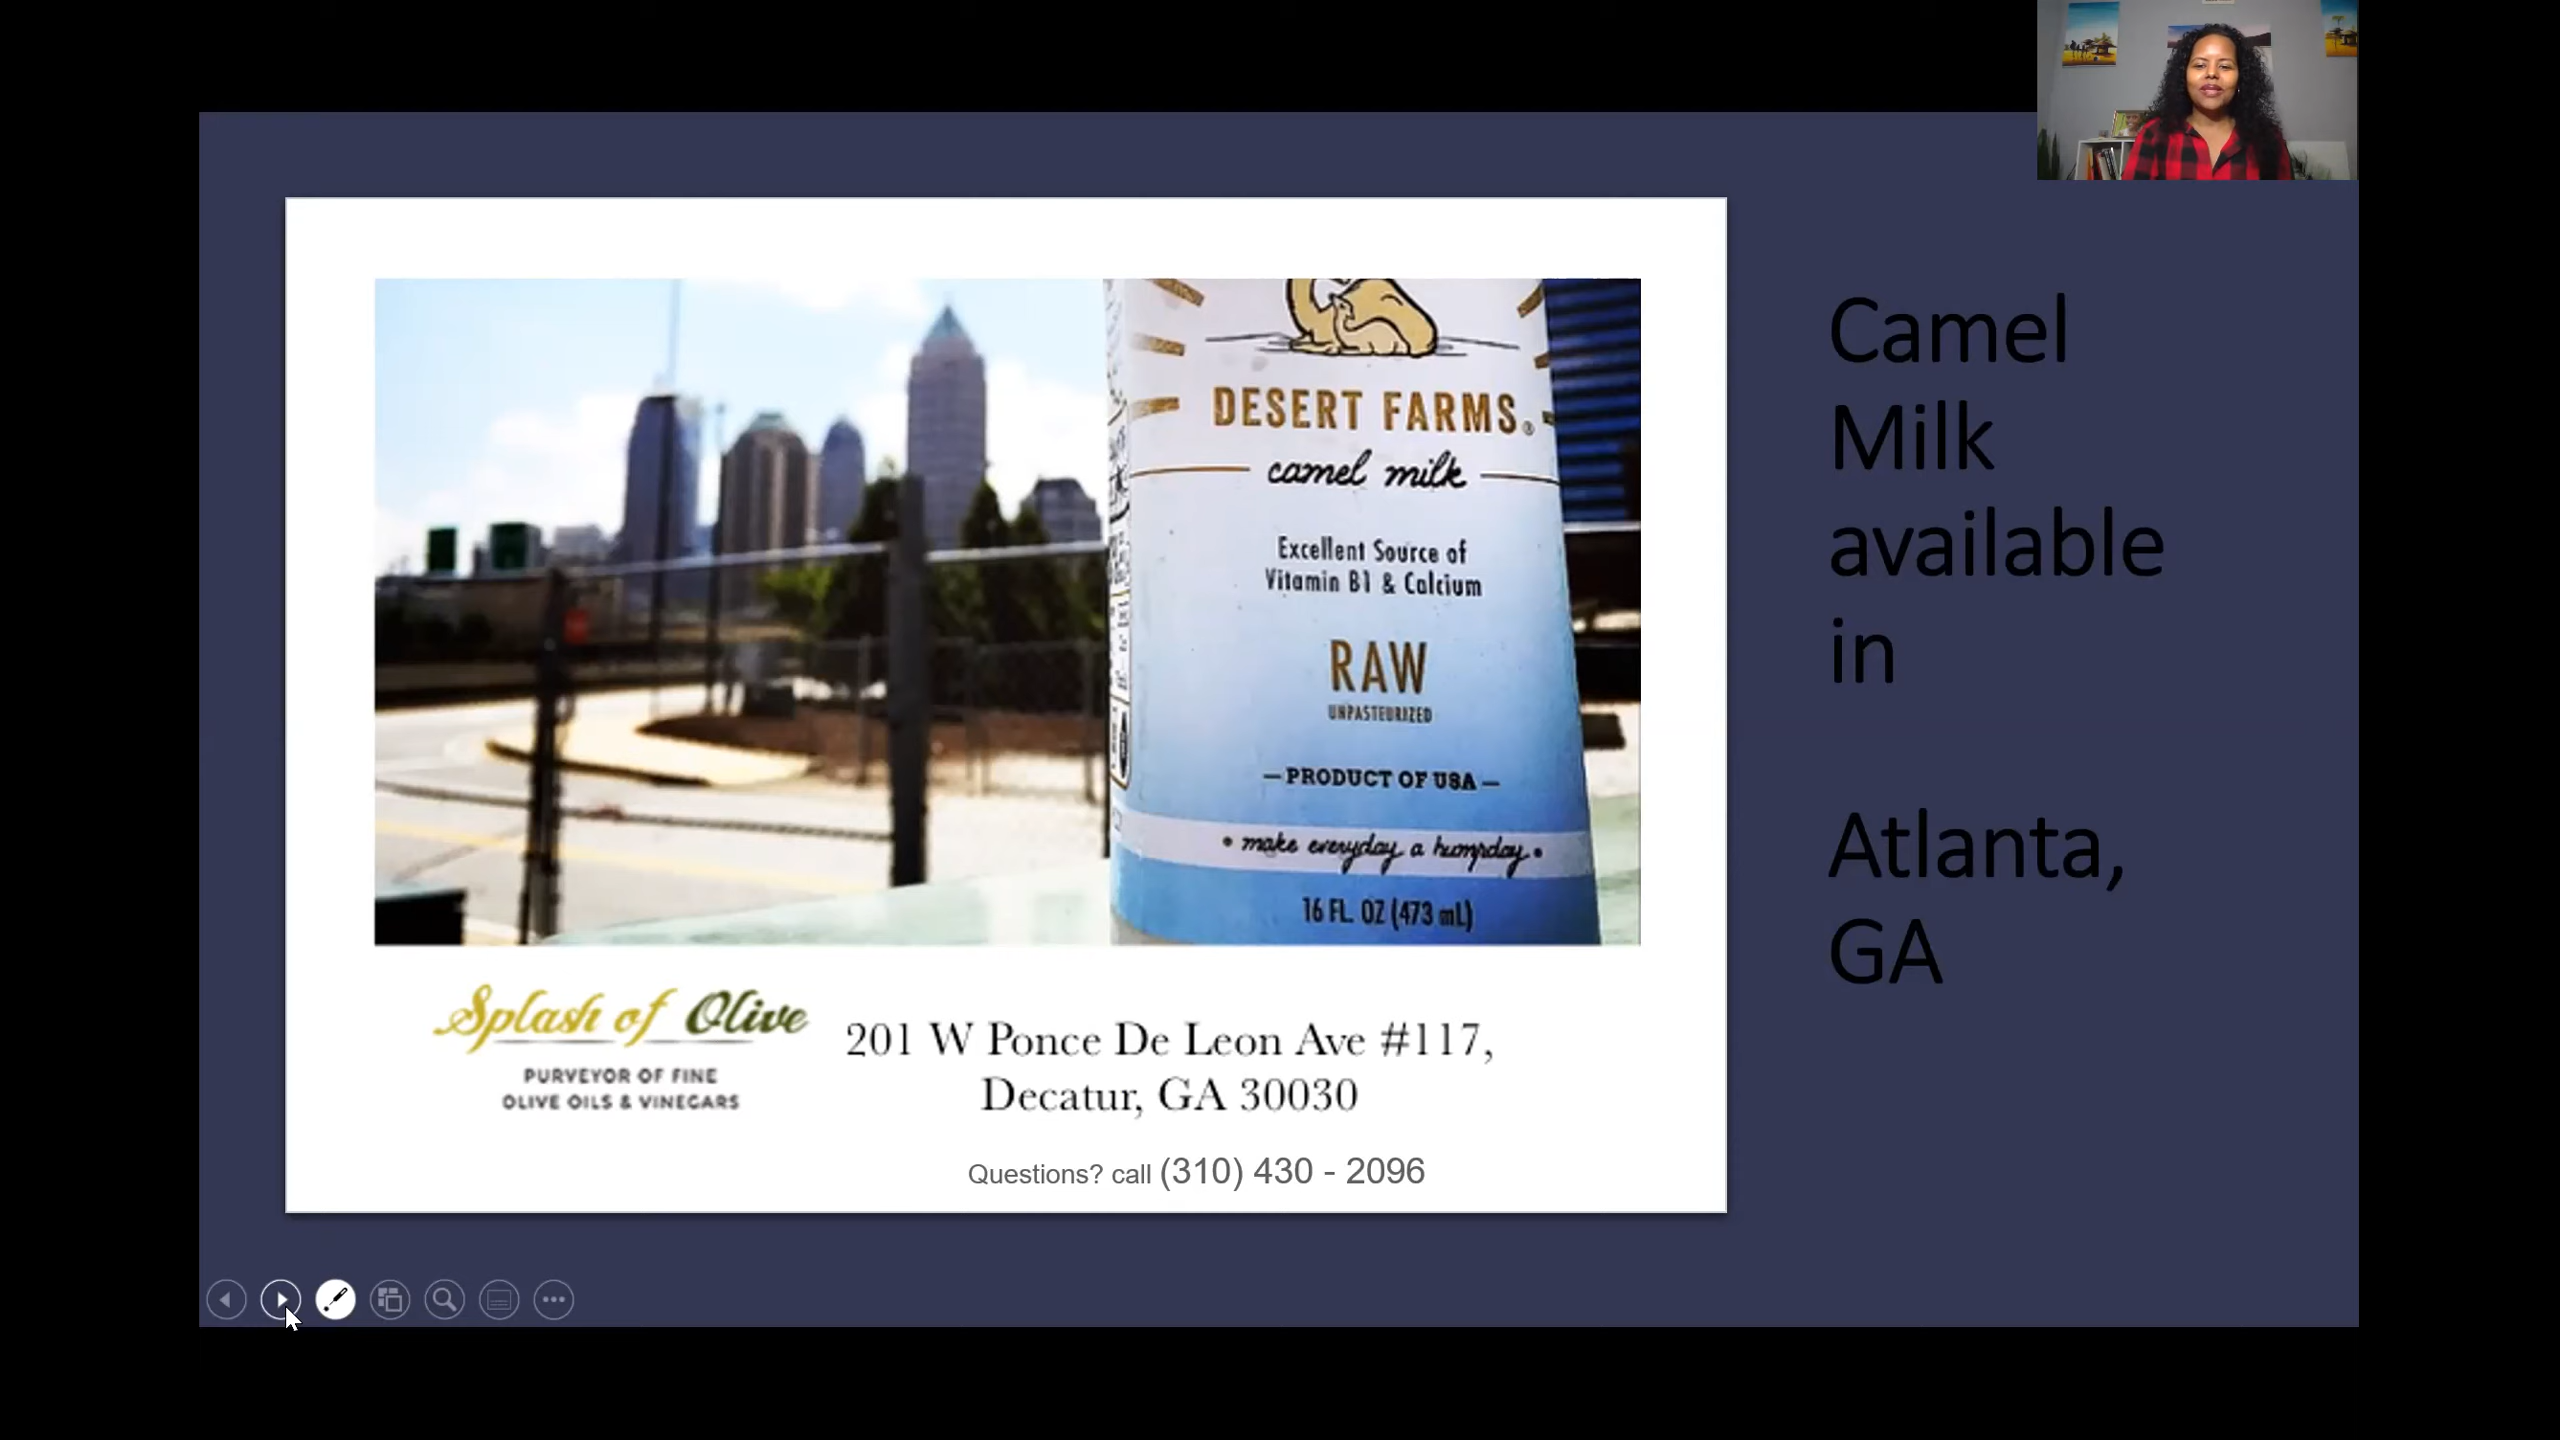 DESERT FARMS®
camel milk
Excellent Source of
Vitamin B1 & Calcium
RAW
UNPASTEURIZED
— PRODUCT OF USA —
• make everyday a humpday •
16 FL. OZ (473 mL)
Splash of Olive
PURVEYOR OF FINE
OLIVE OILS & VINEGARS
201 W Ponce De Leon Ave #117,
Decatur, GA 30030
Questions? call (310) 430 - 2096
Camel
Milk
available
in
Atlanta,
GA